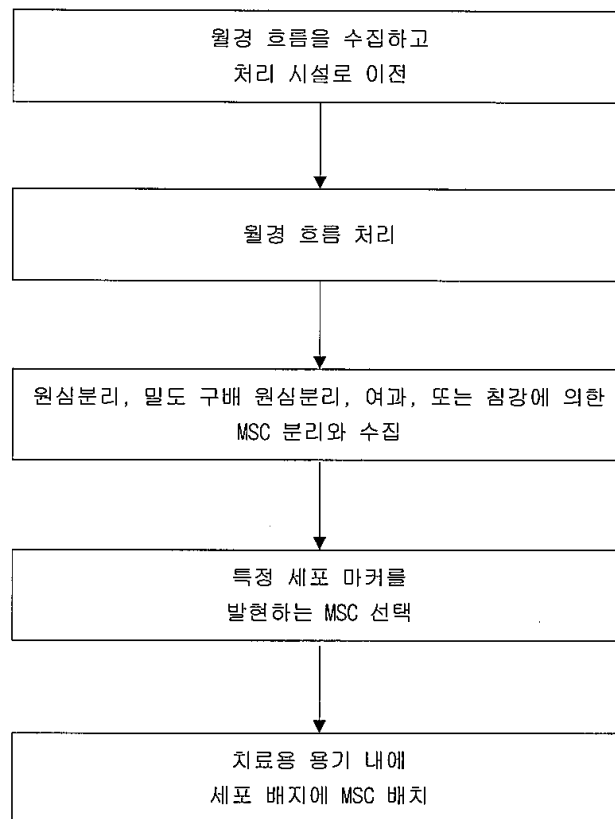 월경 흐름을 수집하고
처리 시설로 이전
월경 흐름 처리
원심분리, 밀도 구배 원심분리, 여과, 또는 침강에 의한
MSC 분리와 수집
특정 세포 마커를
발현하는 MSC 선택
치료용 용기 내에
세포 배지에 MSC 배치